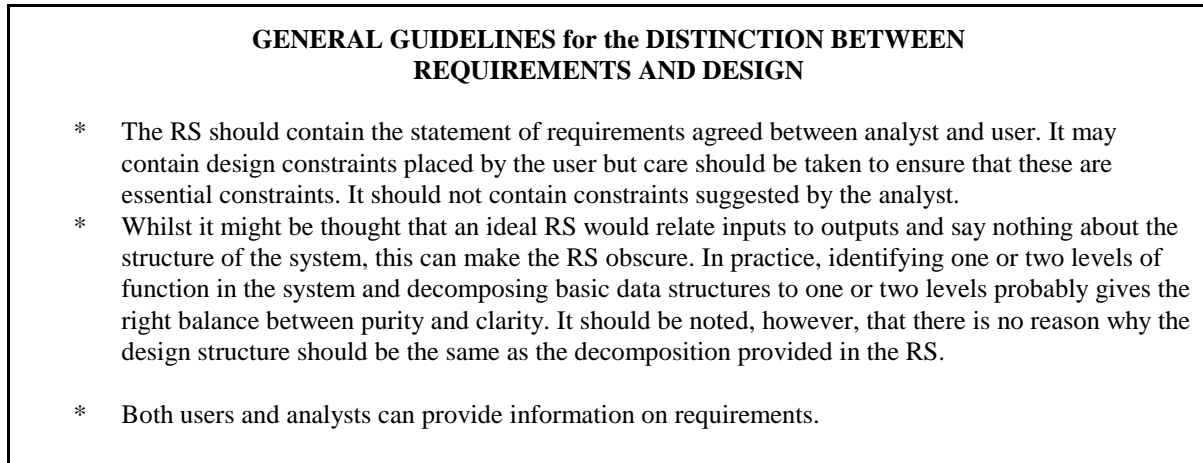 GENERAL GUIDELINES for the DISTINCTION BETWEEN
REQUIREMENTS AND DESIGN
* The RS should contain the statement of requirements agreed between analyst and user. It may
contain design constraints placed by the user but care should be taken to ensure that these are
essential constraints. It should not contain constraints suggested by the analyst.
* Whilst it might be thought that an ideal RS would relate inputs to outputs and say nothing about the
structure of the system, this can make the RS obscure. In practice, identifying one or two levels of
function in the system and decomposing basic data structures to one or two levels probably gives the
right balance between purity and clarity. It should be noted, however, that there is no reason why the
design structure should be the same as the decomposition provided in the RS.
* Both users and analysts can provide information on requirements.